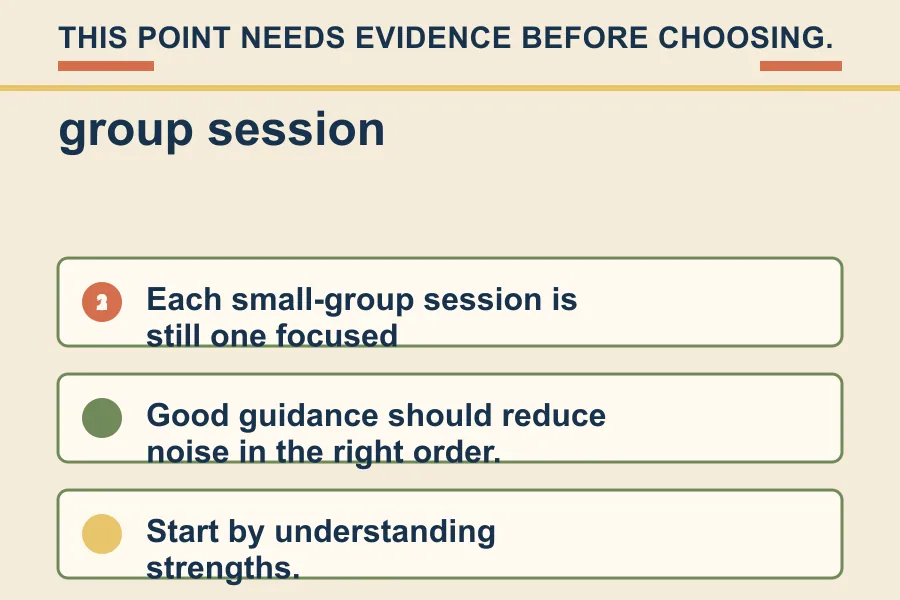 THIS POINT NEEDS EVIDENCE BEFORE CHOOSING.
group session
Each small-group session is
still one focused
Good guidance should reduce
noise in the right order.
Start by understanding
strengths.